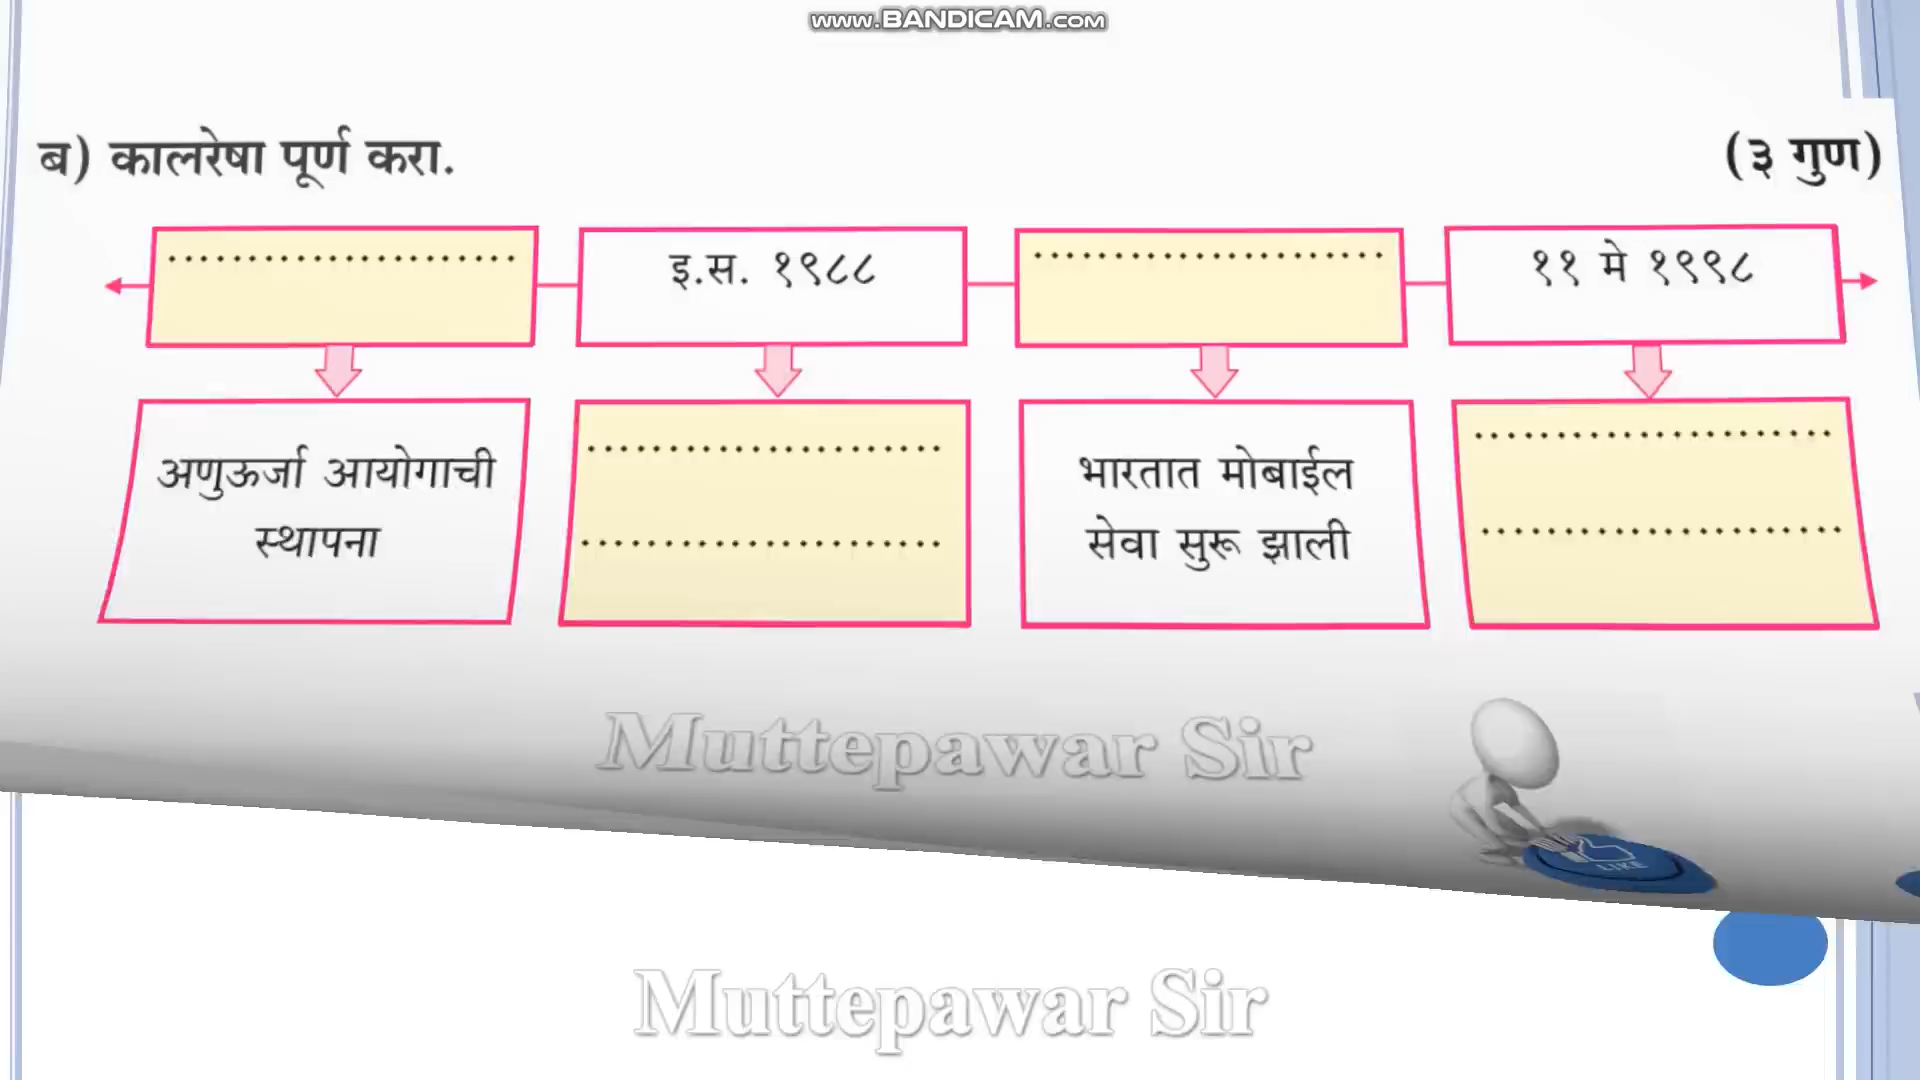 www.BANDICAM.com
ब) कालरेषा पूर्ण करा.
(३ गुण)
......................
इ.स. १९८८
......................
११ मे १९९८
अणुऊर्जा आयोगाची
स्थापना
......................
......................
भारतात मोबाईल
सेवा सुरू झाली
......................
......................
Muttepawar Sir
LIKE
Muttepawar Sir